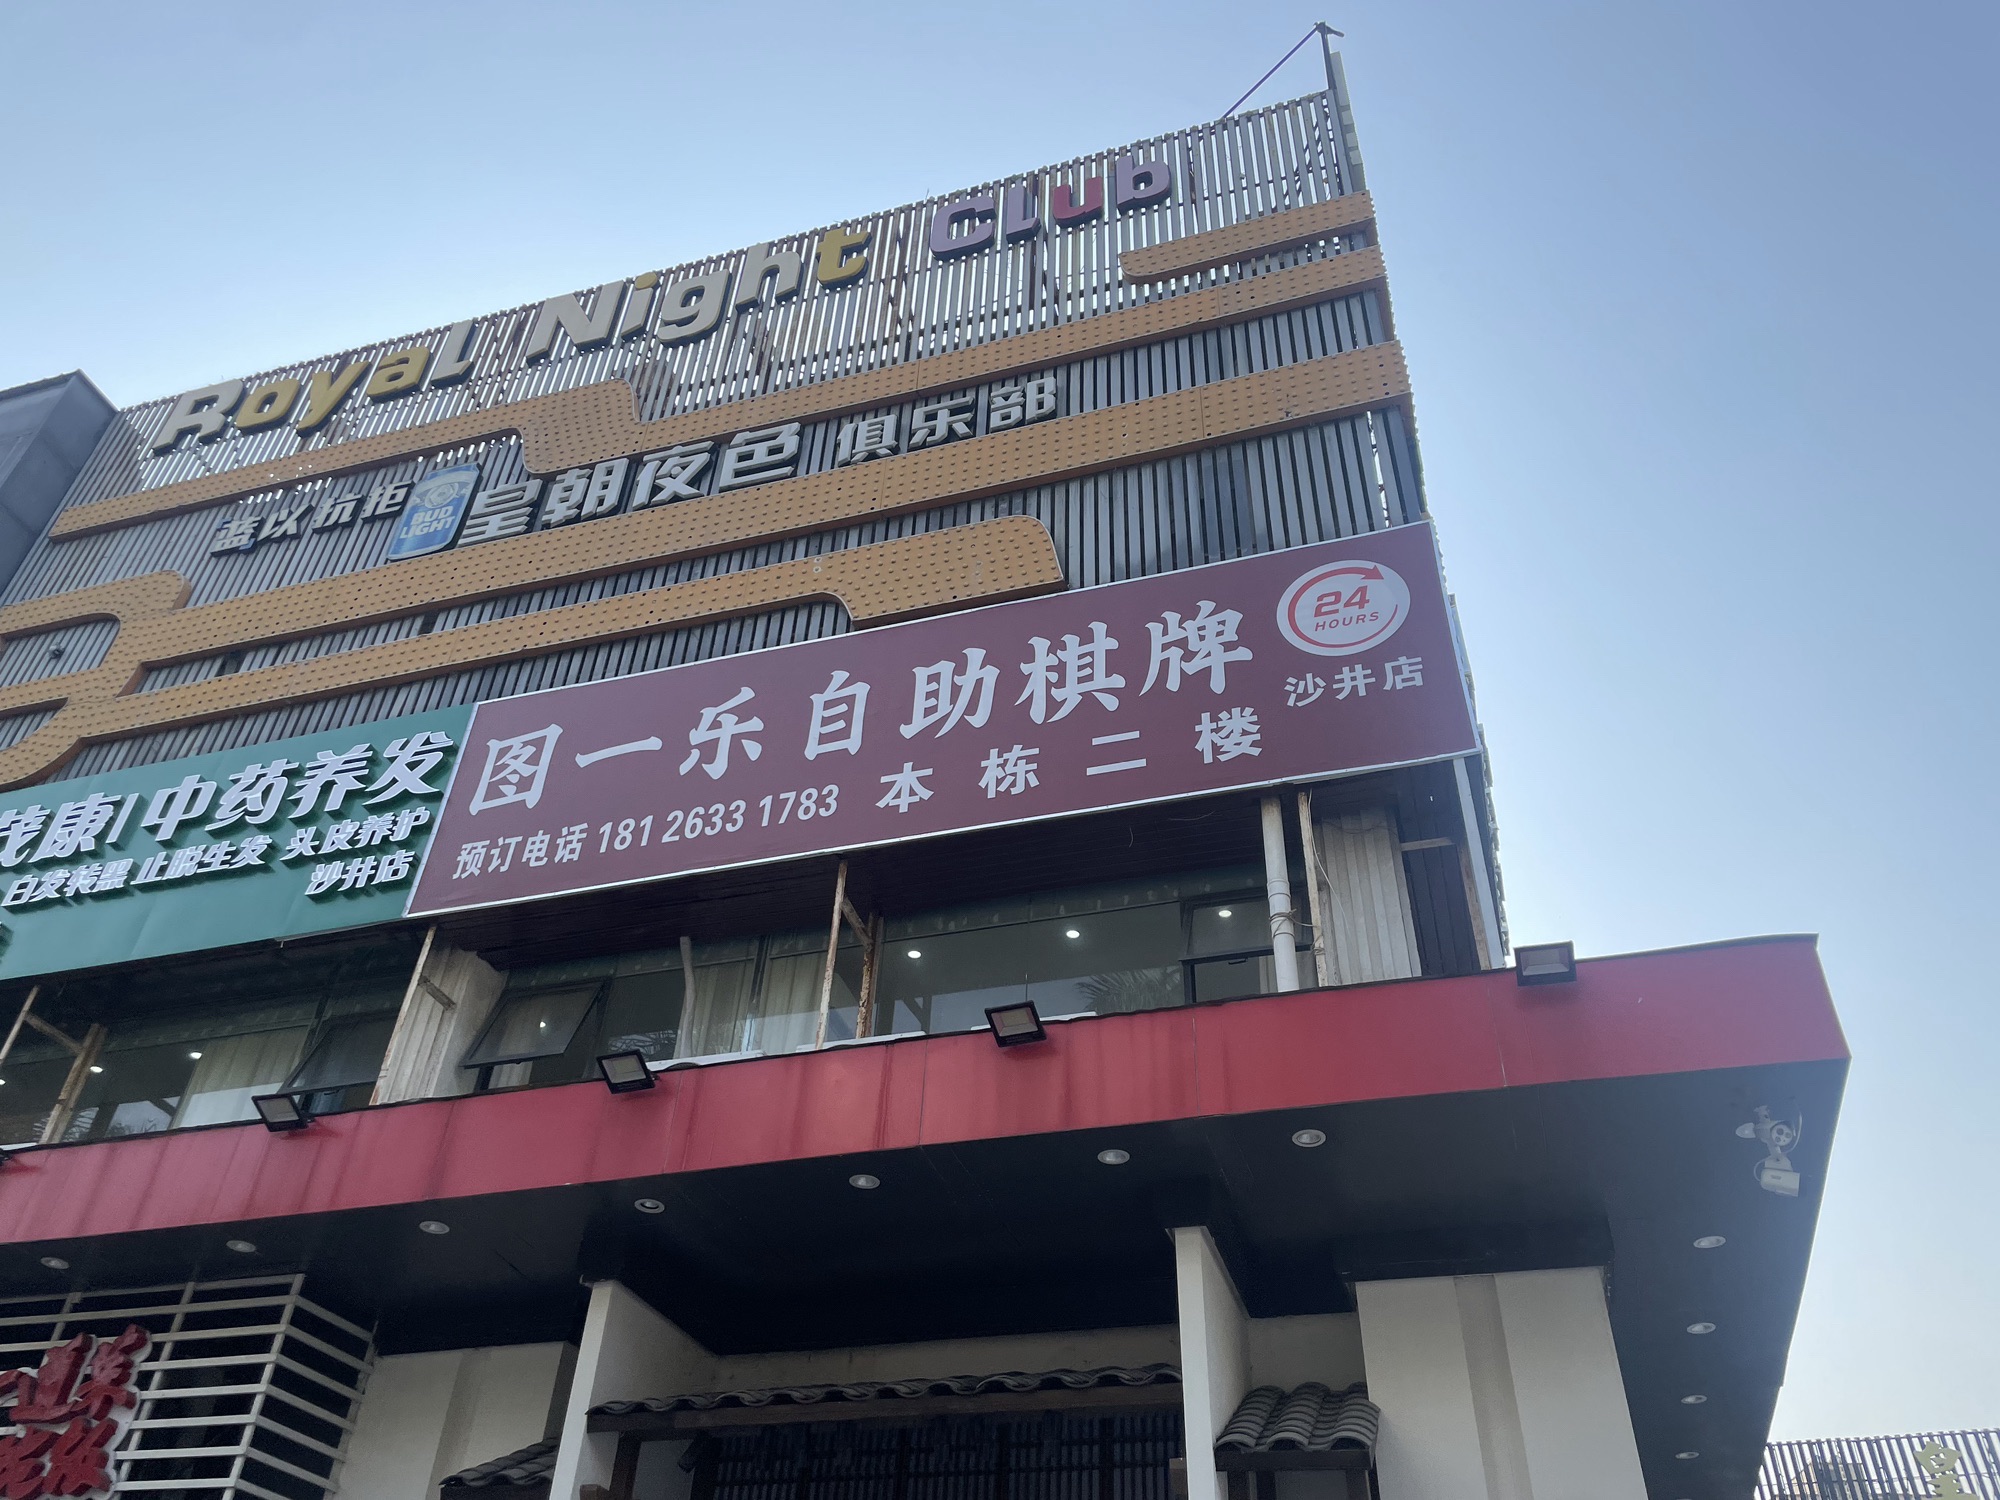 Royal Night Club
蓝以抗拒 BUD LIGHT 皇朝夜色 俱乐部
图一乐自助棋牌
24 HOURS
沙井店
预订电话 181 2633 1783 本栋二楼
茂康 | 中药养发
白发转黑 止脱生发 头皮养护
沙井店
皇